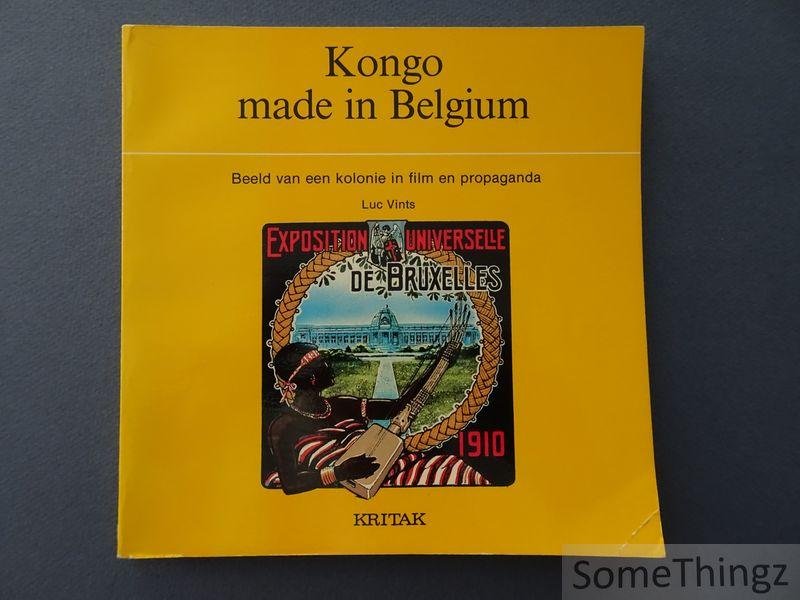 Kongo
made in Belgium
Beeld van een kolonie in film en propaganda
Luc Vints
EXPOSITION UNIVERSELLE
DE BRUXELLES
1910
KRITAK
SomeThingz